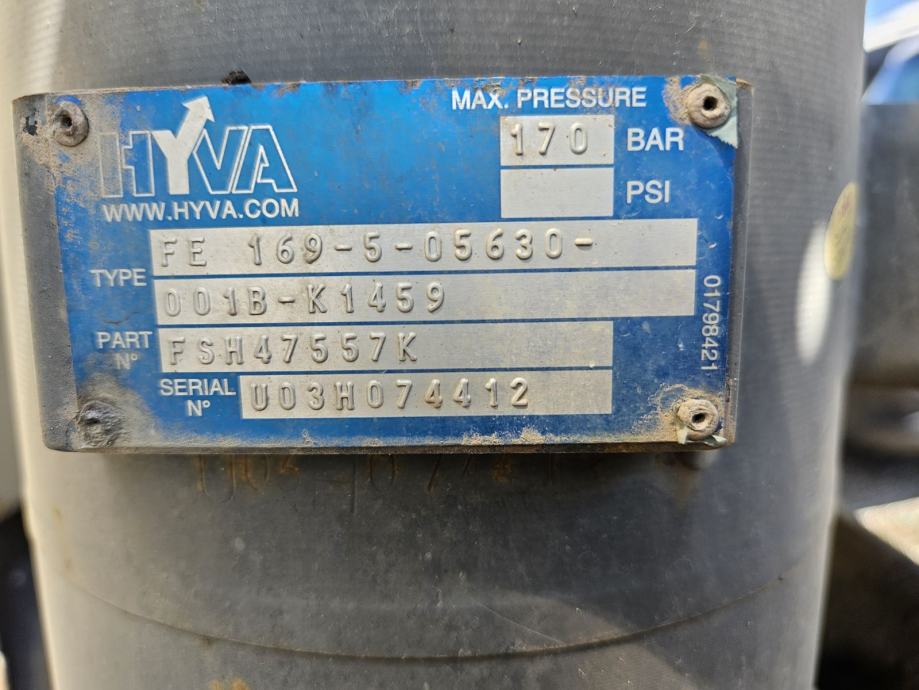 HYVA
WWW.HYVA.COM
MAX. PRESSURE
170 BAR
PSI
TYPE FE 169-5-05630-
001B-K1459
PART N° FSH47557K
SERIAL N° U03H074412
01798421